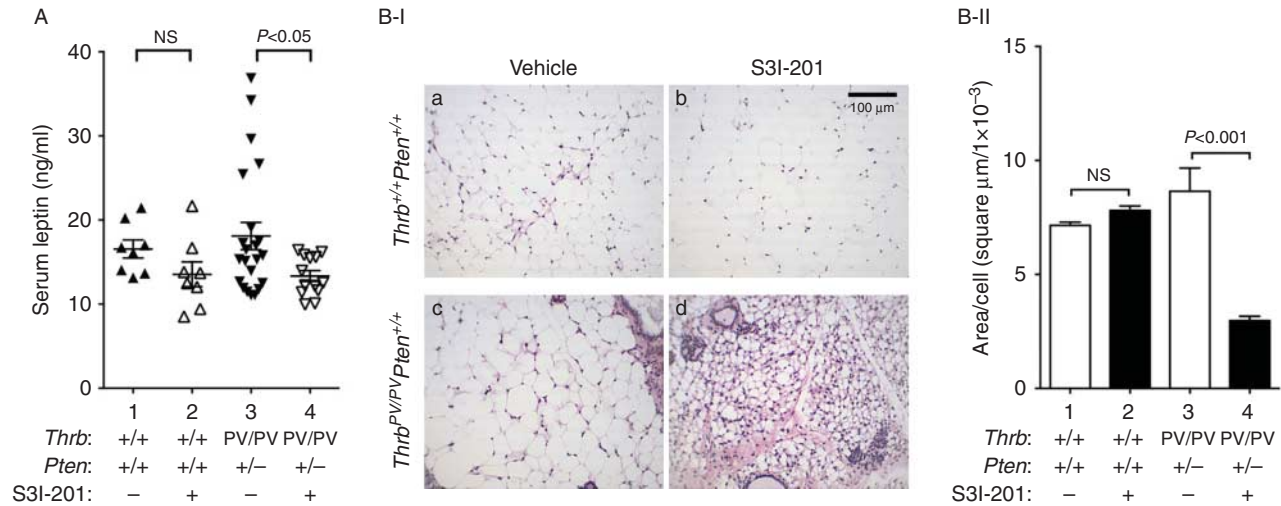 A
Serum leptin (ng/ml)
40
30
20
10
0
NS
P<0.05
1 2 3 4
Thrb: +/+ +/+ PV/PV PV/PV
Pten: +/+ +/+ +/– +/–
S3I-201: – + – +
B-I
Vehicle S3I-201
Thrb+/+Pten+/+
a
b
100 μm
ThrbPV/PVPten+/+
c
d
B-II
Area/cell (square μm/1×10−3)
15
10
5
0
NS
P<0.001
1 2 3 4
Thrb: +/+ +/+ PV/PV PV/PV
Pten: +/+ +/+ +/– +/–
S3I-201: – + – +